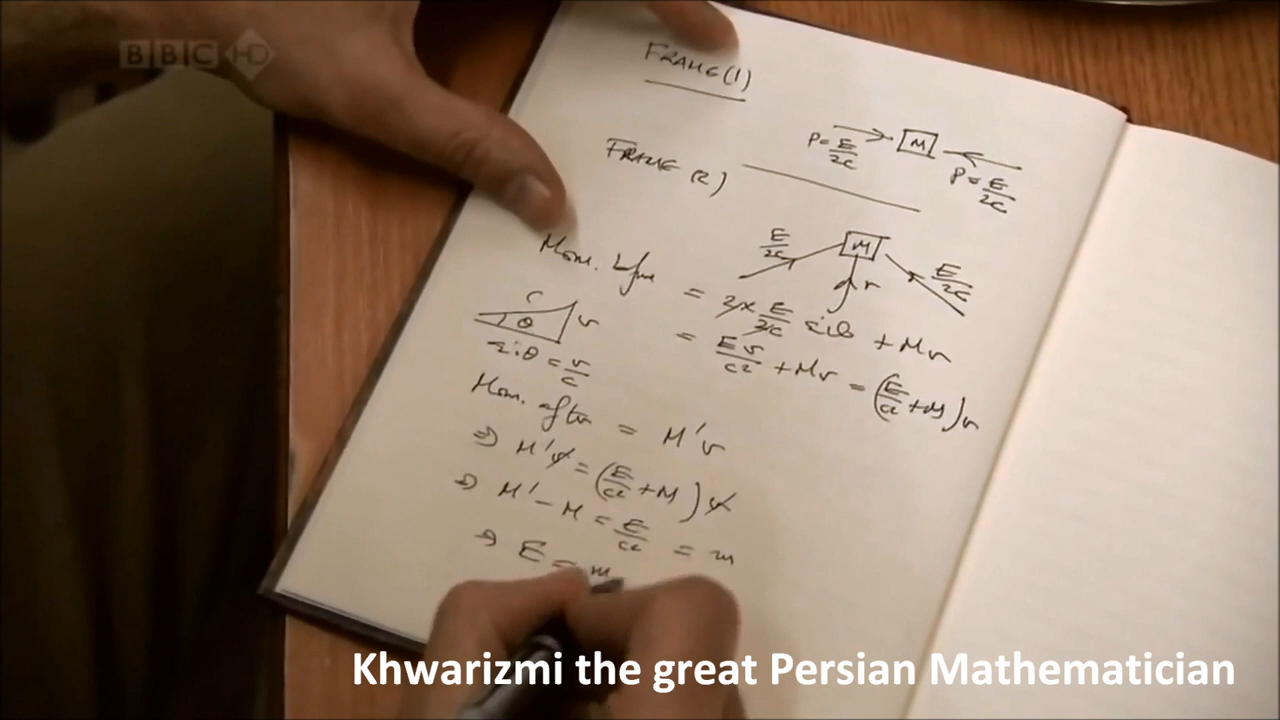 BBC HD
FRAME (1)
P = E/2c → [M] ← P = E/2c
FRAME (2)
E/2c [M] E/2c
v
Mom. before = 2 x E/2c sin θ + Mv
c θ v
= Ev/c² + Mv = (E/c² + M) v
sin θ = v/c
Mom. after = M'v
⇒ M'v = (E/c² + M) v
⇒ M' - M = E/c² = m
⇒ E = m
Khwarizmi the great Persian Mathematician